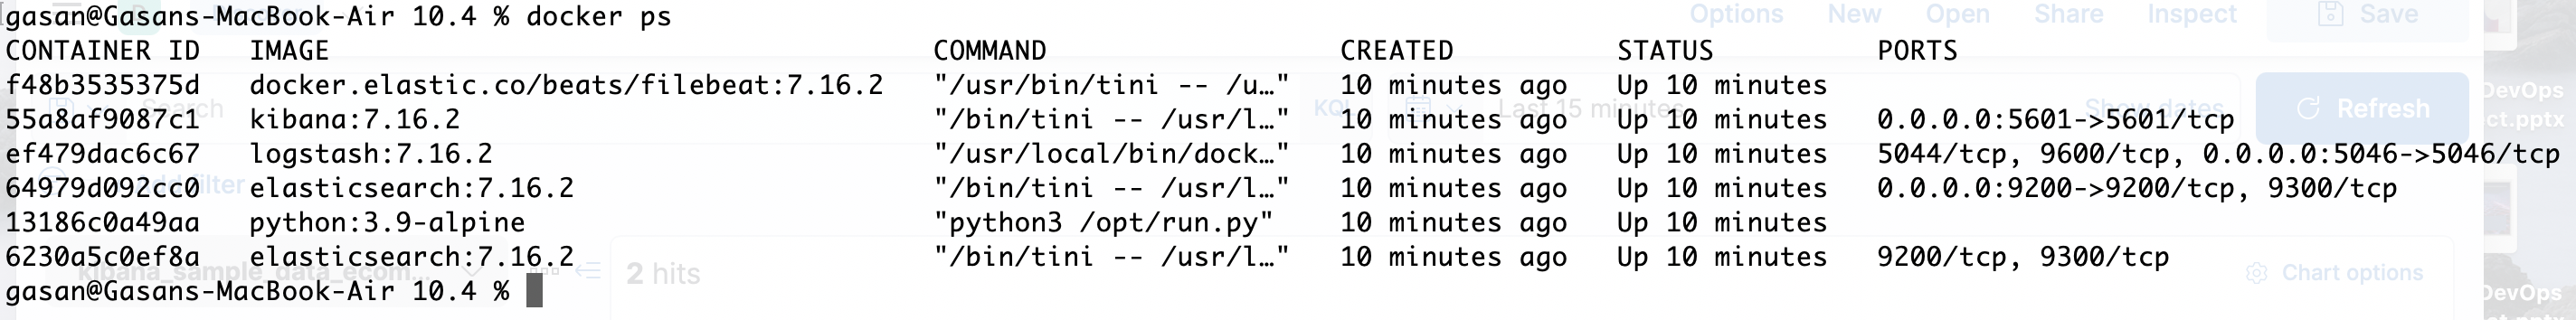 gasan@Gasans-MacBook-Air 10.4 % docker ps
CONTAINER ID   IMAGE                                      COMMAND                  CREATED          STATUS          PORTS
f48b3535375d   docker.elastic.co/beats/filebeat:7.16.2   "/usr/bin/tini -- /u…"   10 minutes ago   Up 10 minutes
55a8af9087c1   kibana:7.16.2                             "/bin/tini -- /usr/l…"   10 minutes ago   Up 10 minutes   0.0.0.0:5601->5601/tcp
ef479dac6c67   logstash:7.16.2                           "/usr/local/bin/dock…"   10 minutes ago   Up 10 minutes   5044/tcp, 9600/tcp, 0.0.0.0:5046->5046/tcp
64979d092cc0   elasticsearch:7.16.2                      "/bin/tini -- /usr/l…"   10 minutes ago   Up 10 minutes   0.0.0.0:9200->9200/tcp, 9300/tcp
13186c0a49aa   python:3.9-alpine                         "python3 /opt/run.py"    10 minutes ago   Up 10 minutes
6230a5c0ef8a   elasticsearch:7.16.2                      "/bin/tini -- /usr/l…"   10 minutes ago   Up 10 minutes   9200/tcp, 9300/tcp
gasan@Gasans-MacBook-Air 10.4 %
Options New Open Share Inspect Save
Search KQL Last 15 minutes Show dates Refresh
DevOps
ct.pptx
filter
kibana_sample_data_ecom...
2 hits
Chart options
DevOps